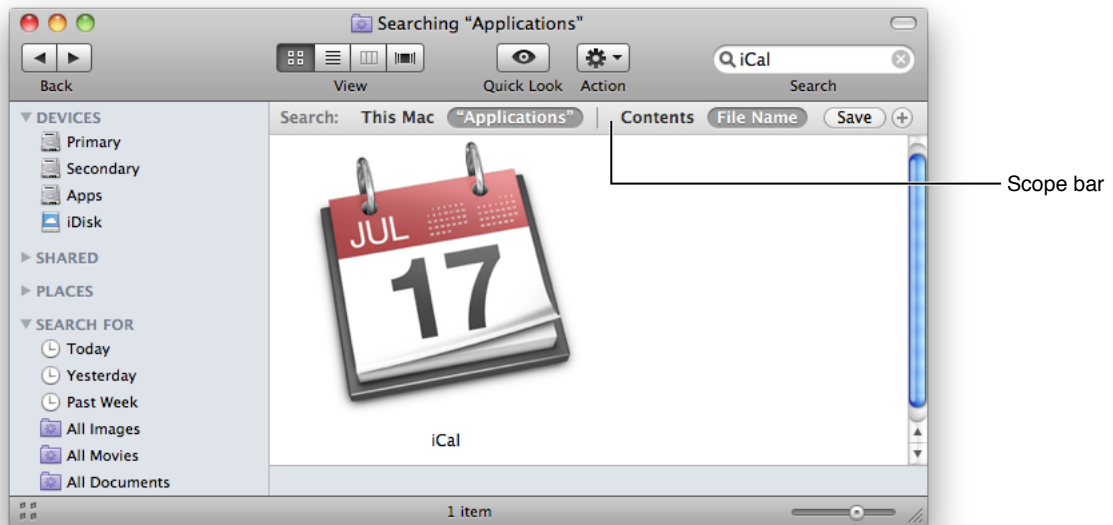 Searching “Applications”
iCal
Back View Quick Look Action Search
DEVICES
Primary
Secondary
Apps
iDisk
SHARED
PLACES
SEARCH FOR
Today
Yesterday
Past Week
All Images
All Movies
All Documents
Search: This Mac “Applications” Contents File Name Save
JUL
17
iCal
1 item
Scope bar